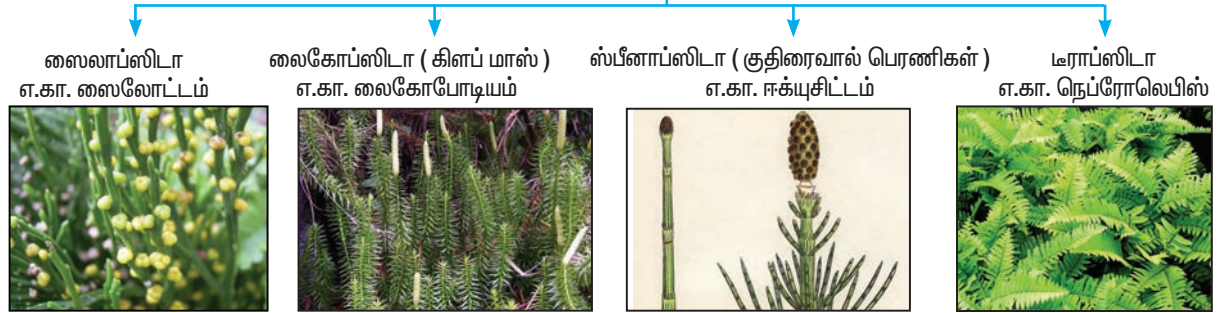 ஸைலாப்ஸிடா
எ.கா. ஸைலோட்டம்
லைகோப்ஸிடா ( கிளப் மாஸ் )
எ.கா. லைகோபோடியம்
ஸ்பீனாப்ஸிடா ( குதிரைவால் பெரணிகள் )
எ.கா. ஈக்யுசிட்டம்
டீராப்ஸிடா
எ.கா. நெப்ரோலெபிஸ்